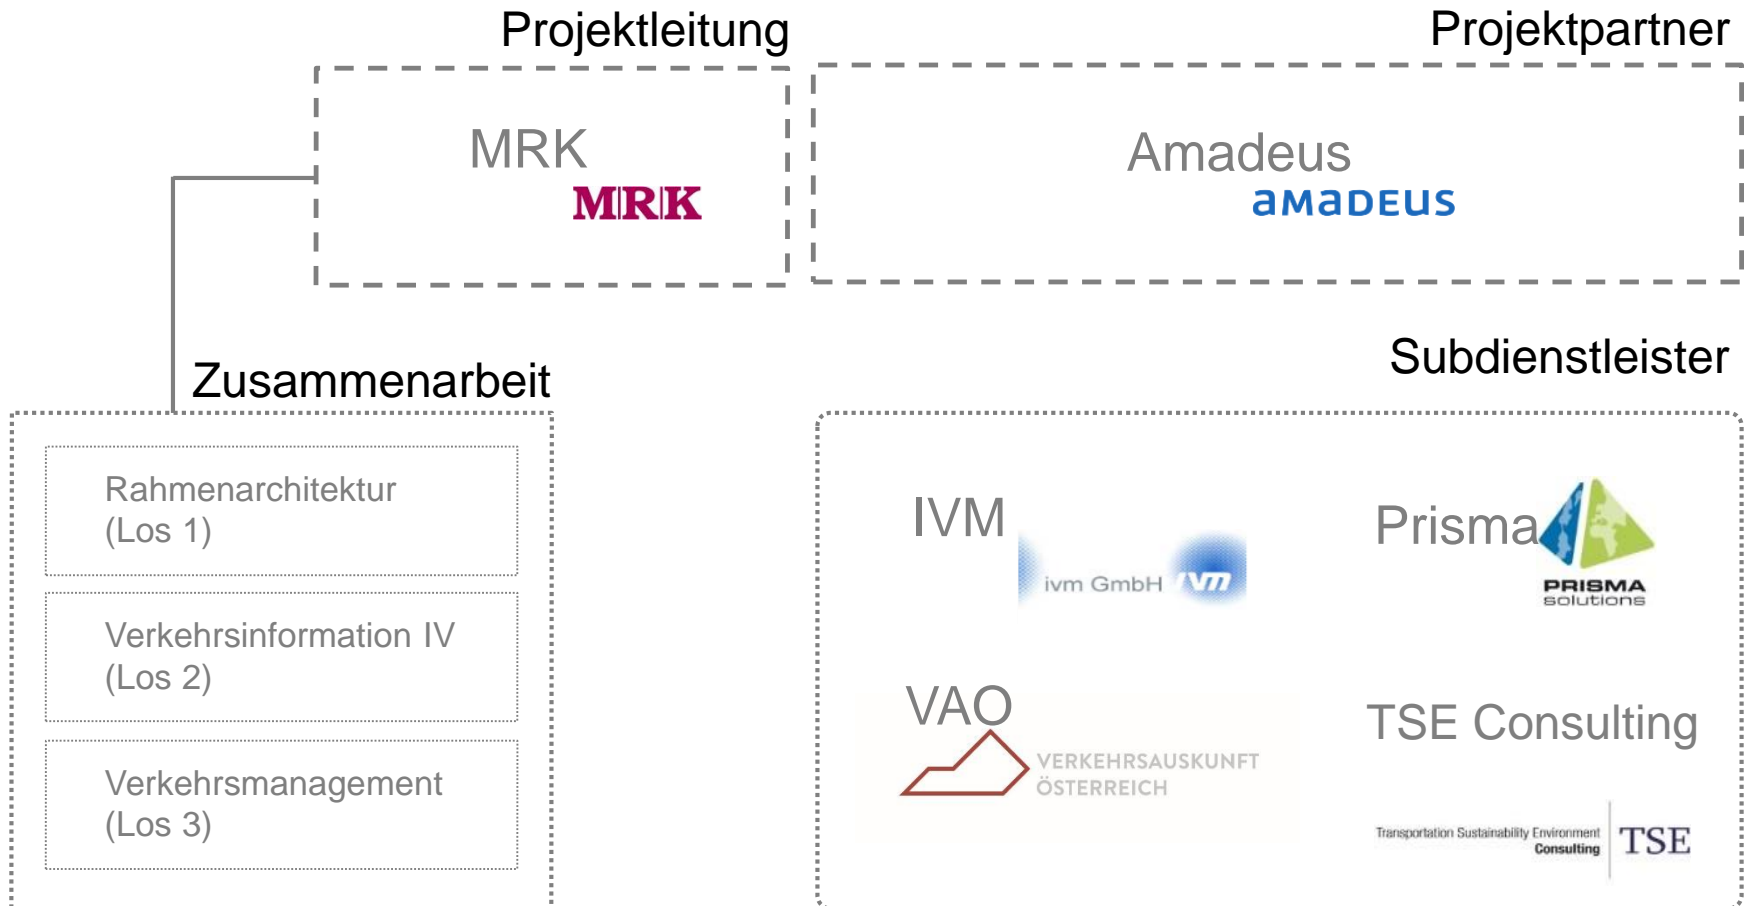 Projektleitung
MRK
M|R|K
Projektpartner
Amadeus
aMaDEUS
Zusammenarbeit
Rahmenarchitektur
(Los 1)
Verkehrsinformation IV
(Los 2)
Verkehrsmanagement
(Los 3)
Subdienstleister
IVM
ivm GmbH ivm
Prisma
PRISMA
solutions
VAO
VERKEHRSAUSKUNFT
ÖSTERREICH
TSE Consulting
Transportation Sustainability Environment
Consulting
TSE